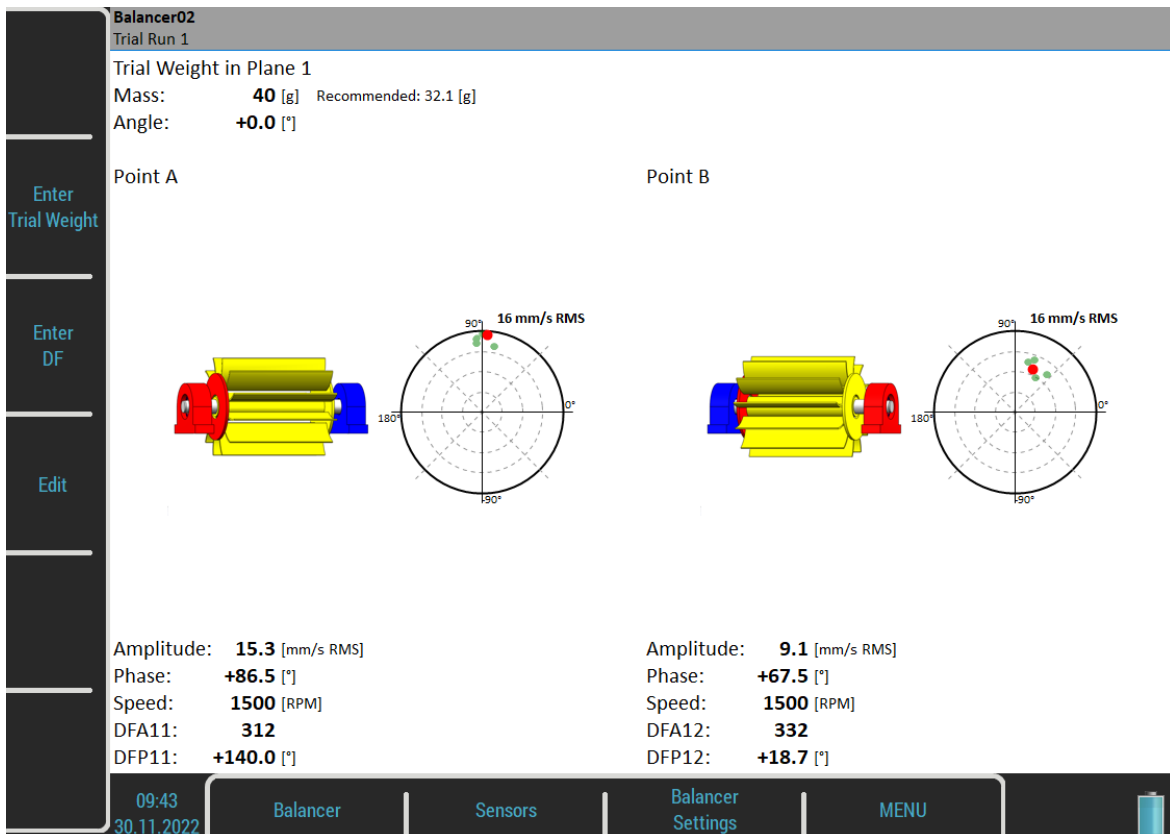 Balancer02
Trial Run 1
Trial Weight in Plane 1
Mass: 40 [g] Recommended: 32.1 [g]
Angle: +0.0 [°]
Enter
Trial Weight
Enter
DF
Edit
Point A
90°
16 mm/s RMS
0°
180°
-90°
Amplitude: 15.3 [mm/s RMS]
Phase: +86.5 [°]
Speed: 1500 [RPM]
DFA11: 312
DFP11: +140.0 [°]
Point B
90°
16 mm/s RMS
0°
180°
-90°
Amplitude: 9.1 [mm/s RMS]
Phase: +67.5 [°]
Speed: 1500 [RPM]
DFA12: 332
DFP12: +18.7 [°]
09:43
30.11.2022
Balancer
Sensors
Balancer
Settings
MENU